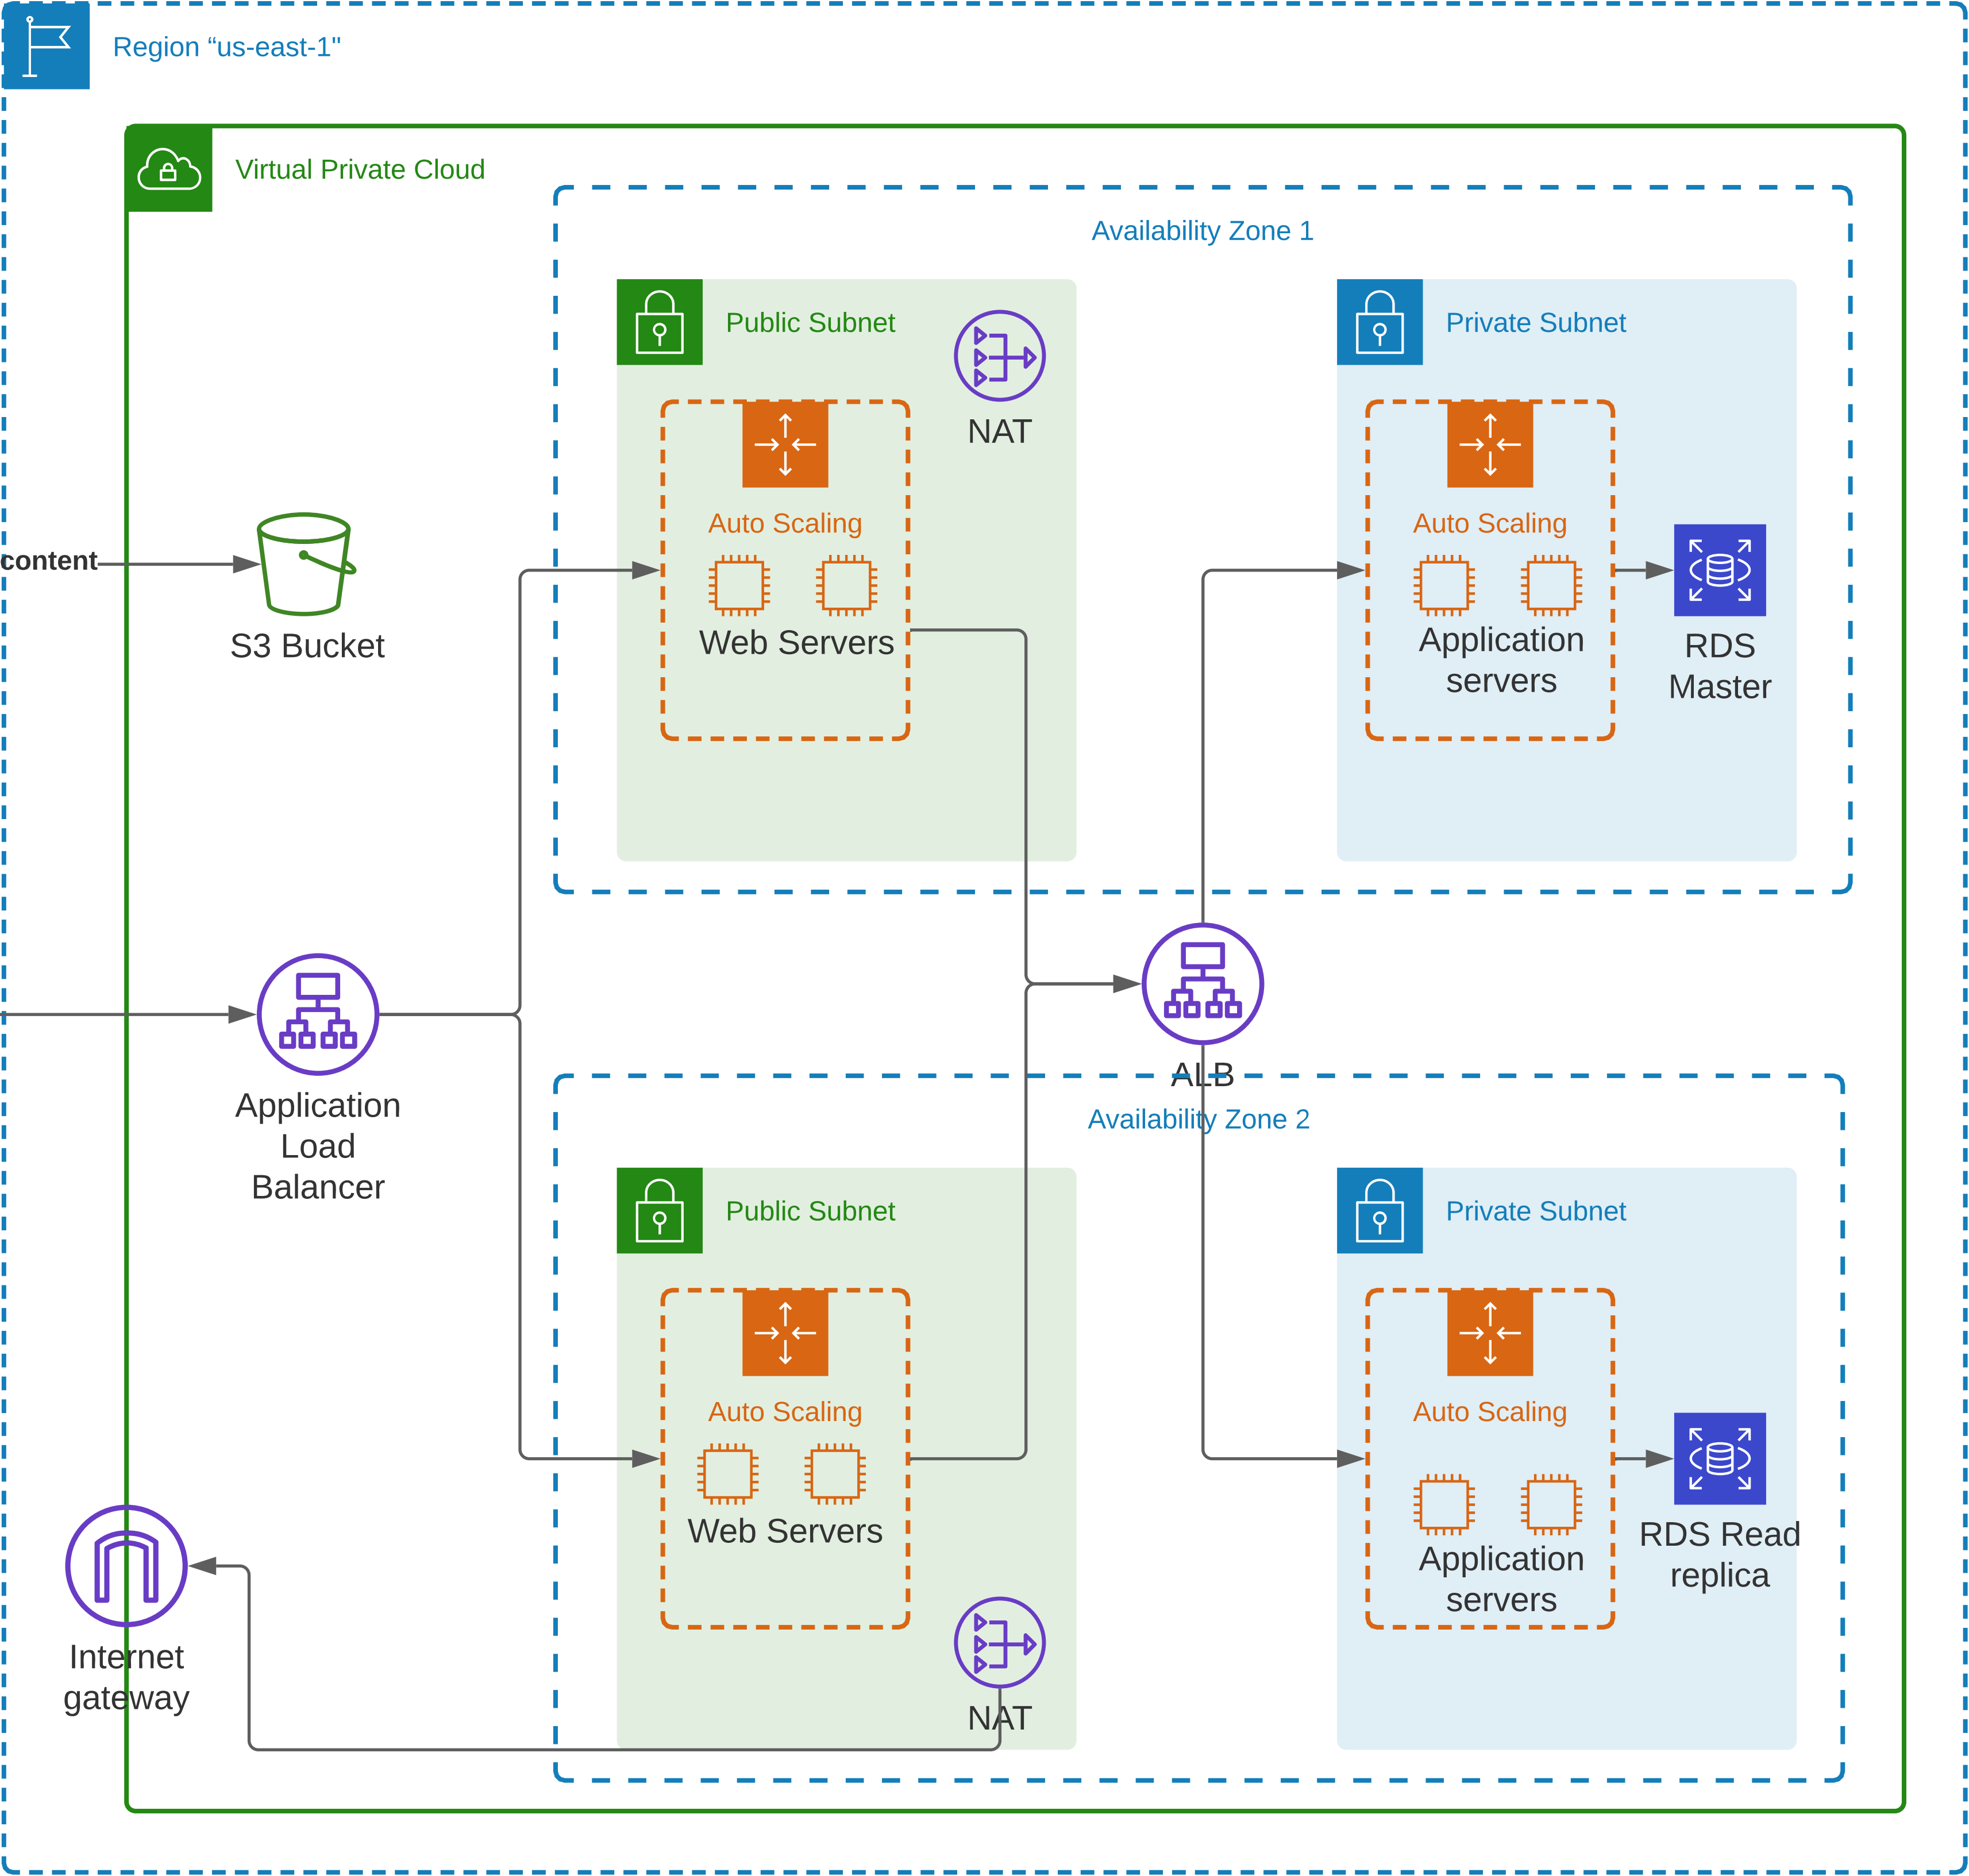 Region “us-east-1"
Virtual Private Cloud
Availability Zone 1
Public Subnet
NAT
Auto Scaling
Web Servers
Private Subnet
Auto Scaling
Application
servers
RDS
Master
content
S3 Bucket
Application
Load
Balancer
ALB
Availability Zone 2
Public Subnet
Auto Scaling
Web Servers
NAT
Private Subnet
Auto Scaling
Application
servers
RDS Read
replica
Internet
gateway